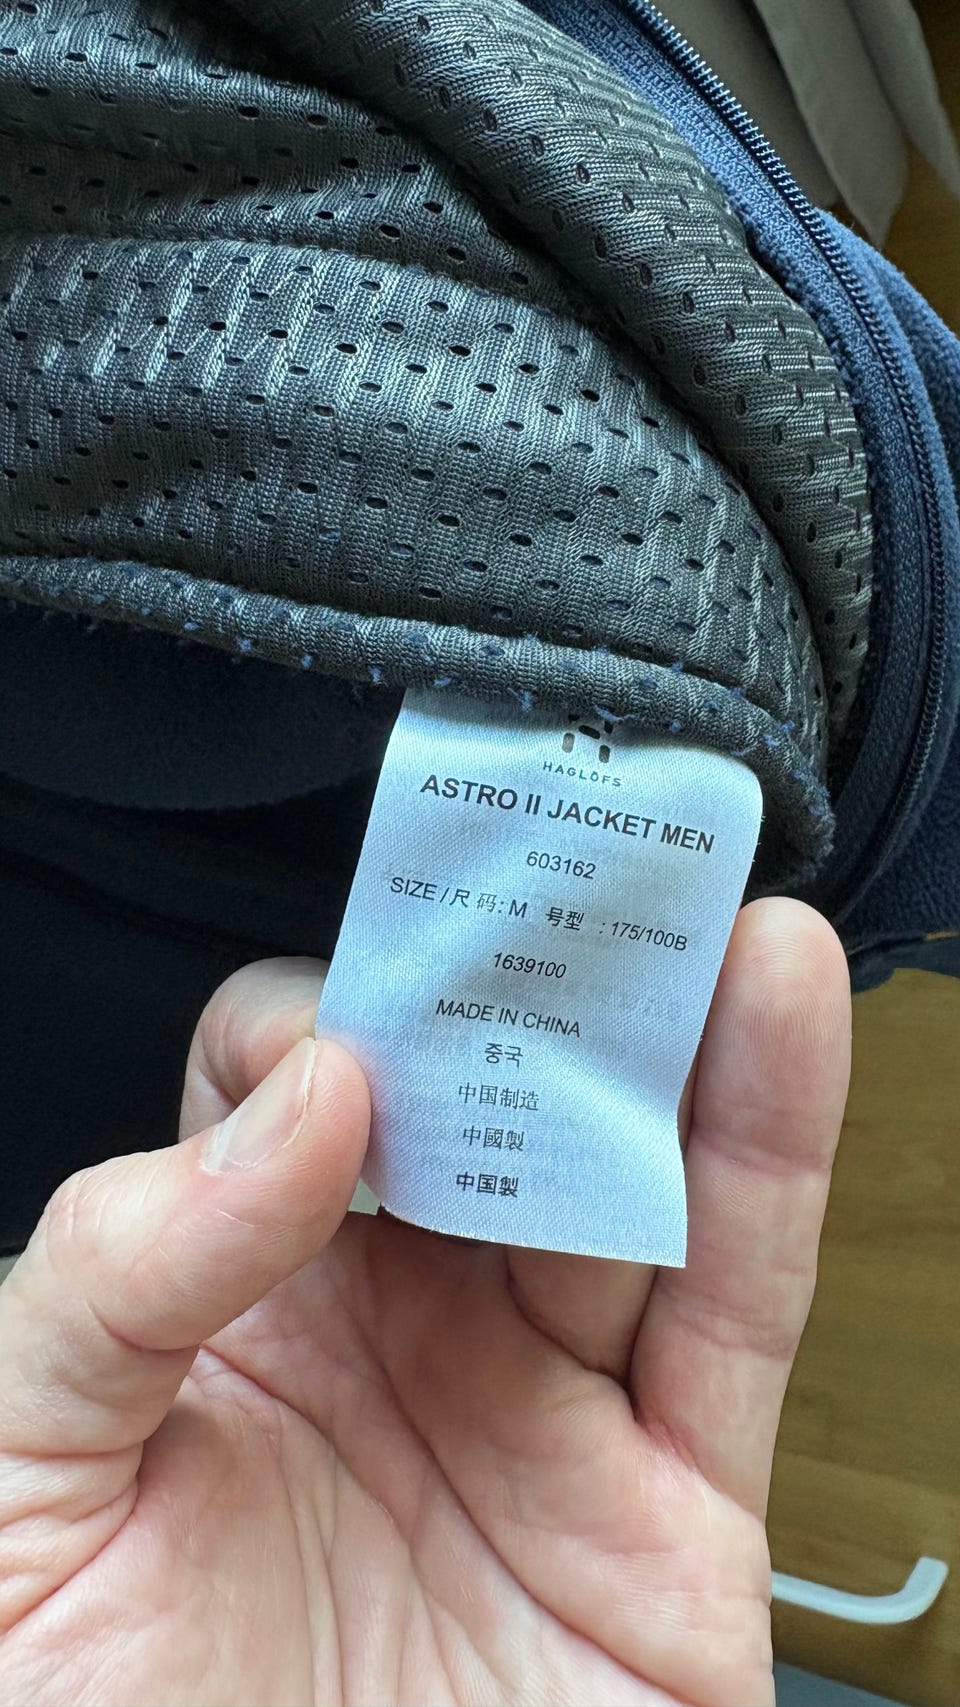 HAGLÖFS
ASTRO II JACKET MEN
603162
SIZE / 尺 码: M 号型 : 175/100B
1639100
MADE IN CHINA
중국
中国制造
中國製
中国製